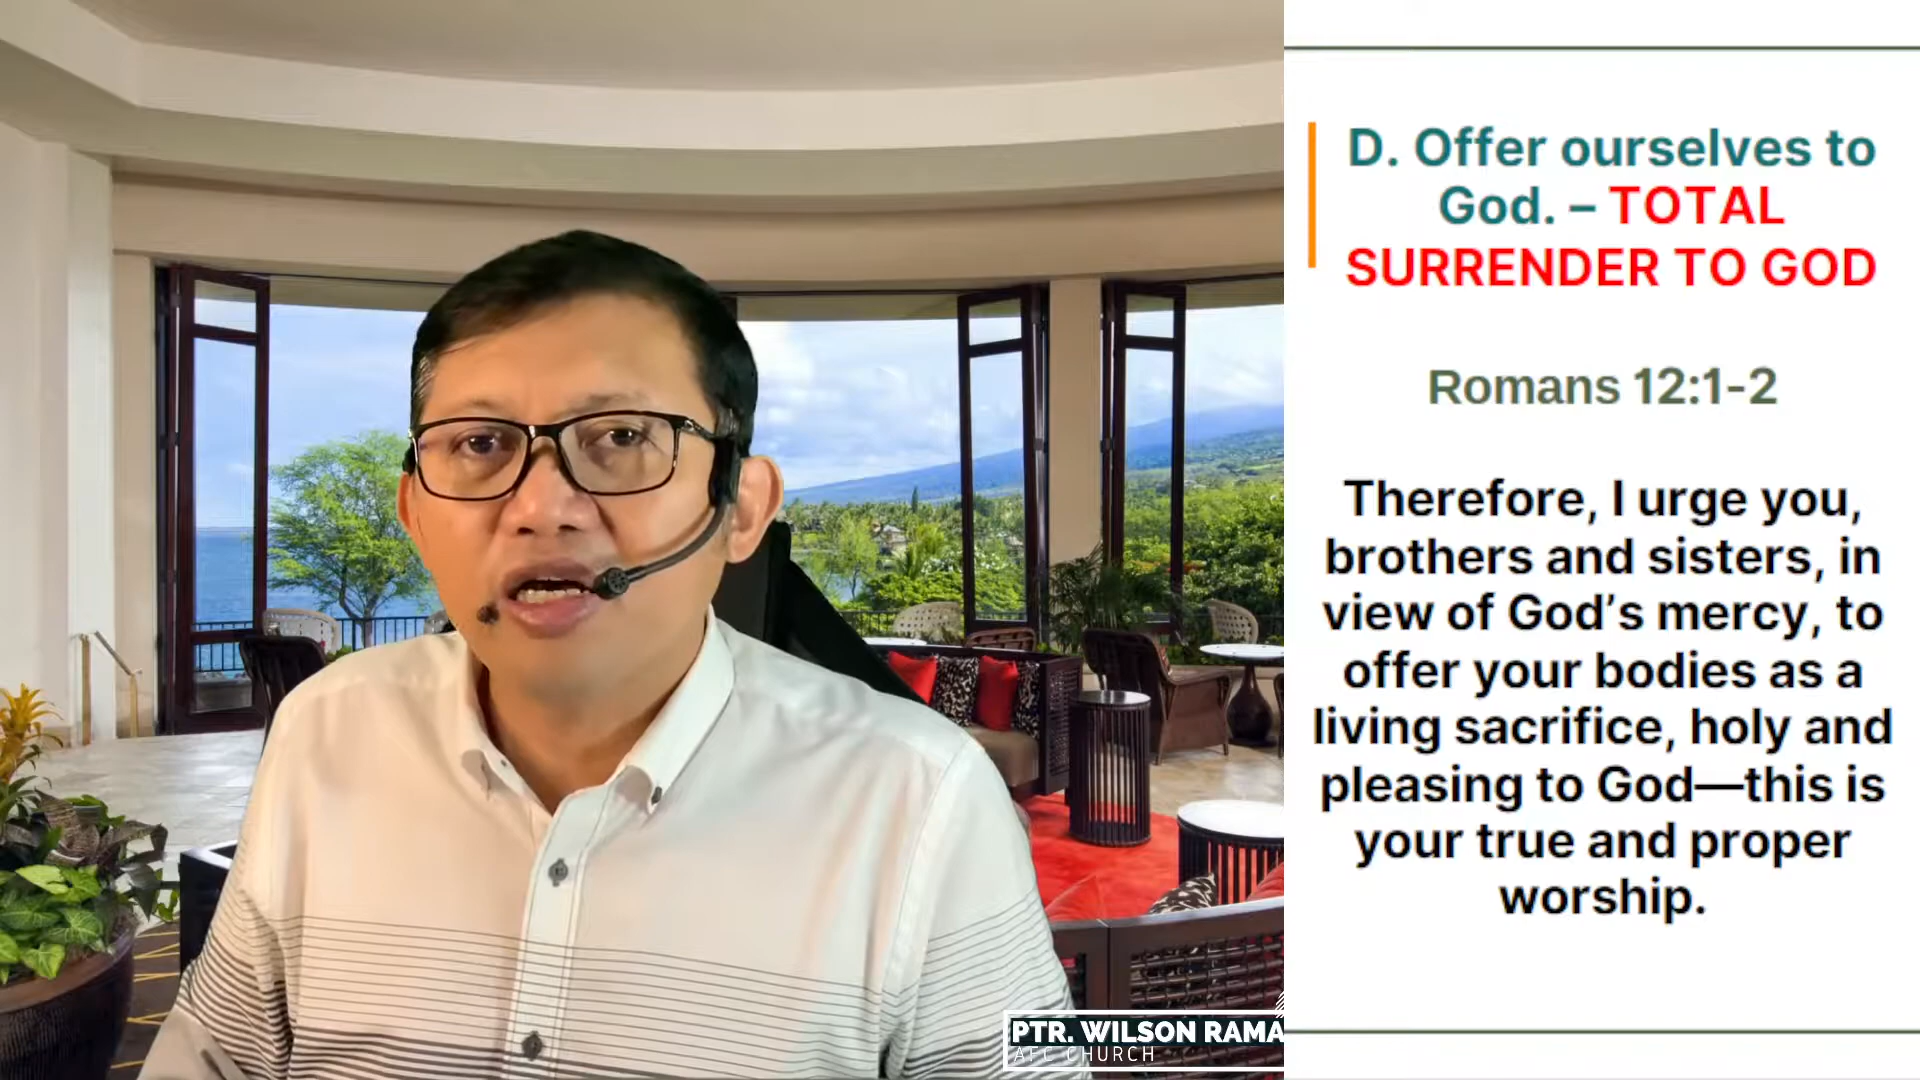 D. Offer ourselves to
God. – TOTAL
SURRENDER TO GOD
Romans 12:1-2
Therefore, I urge you,
brothers and sisters, in
view of God’s mercy, to
offer your bodies as a
living sacrifice, holy and
pleasing to God—this is
your true and proper
worship.
PTR. WILSON RAMA
AFC CHURCH